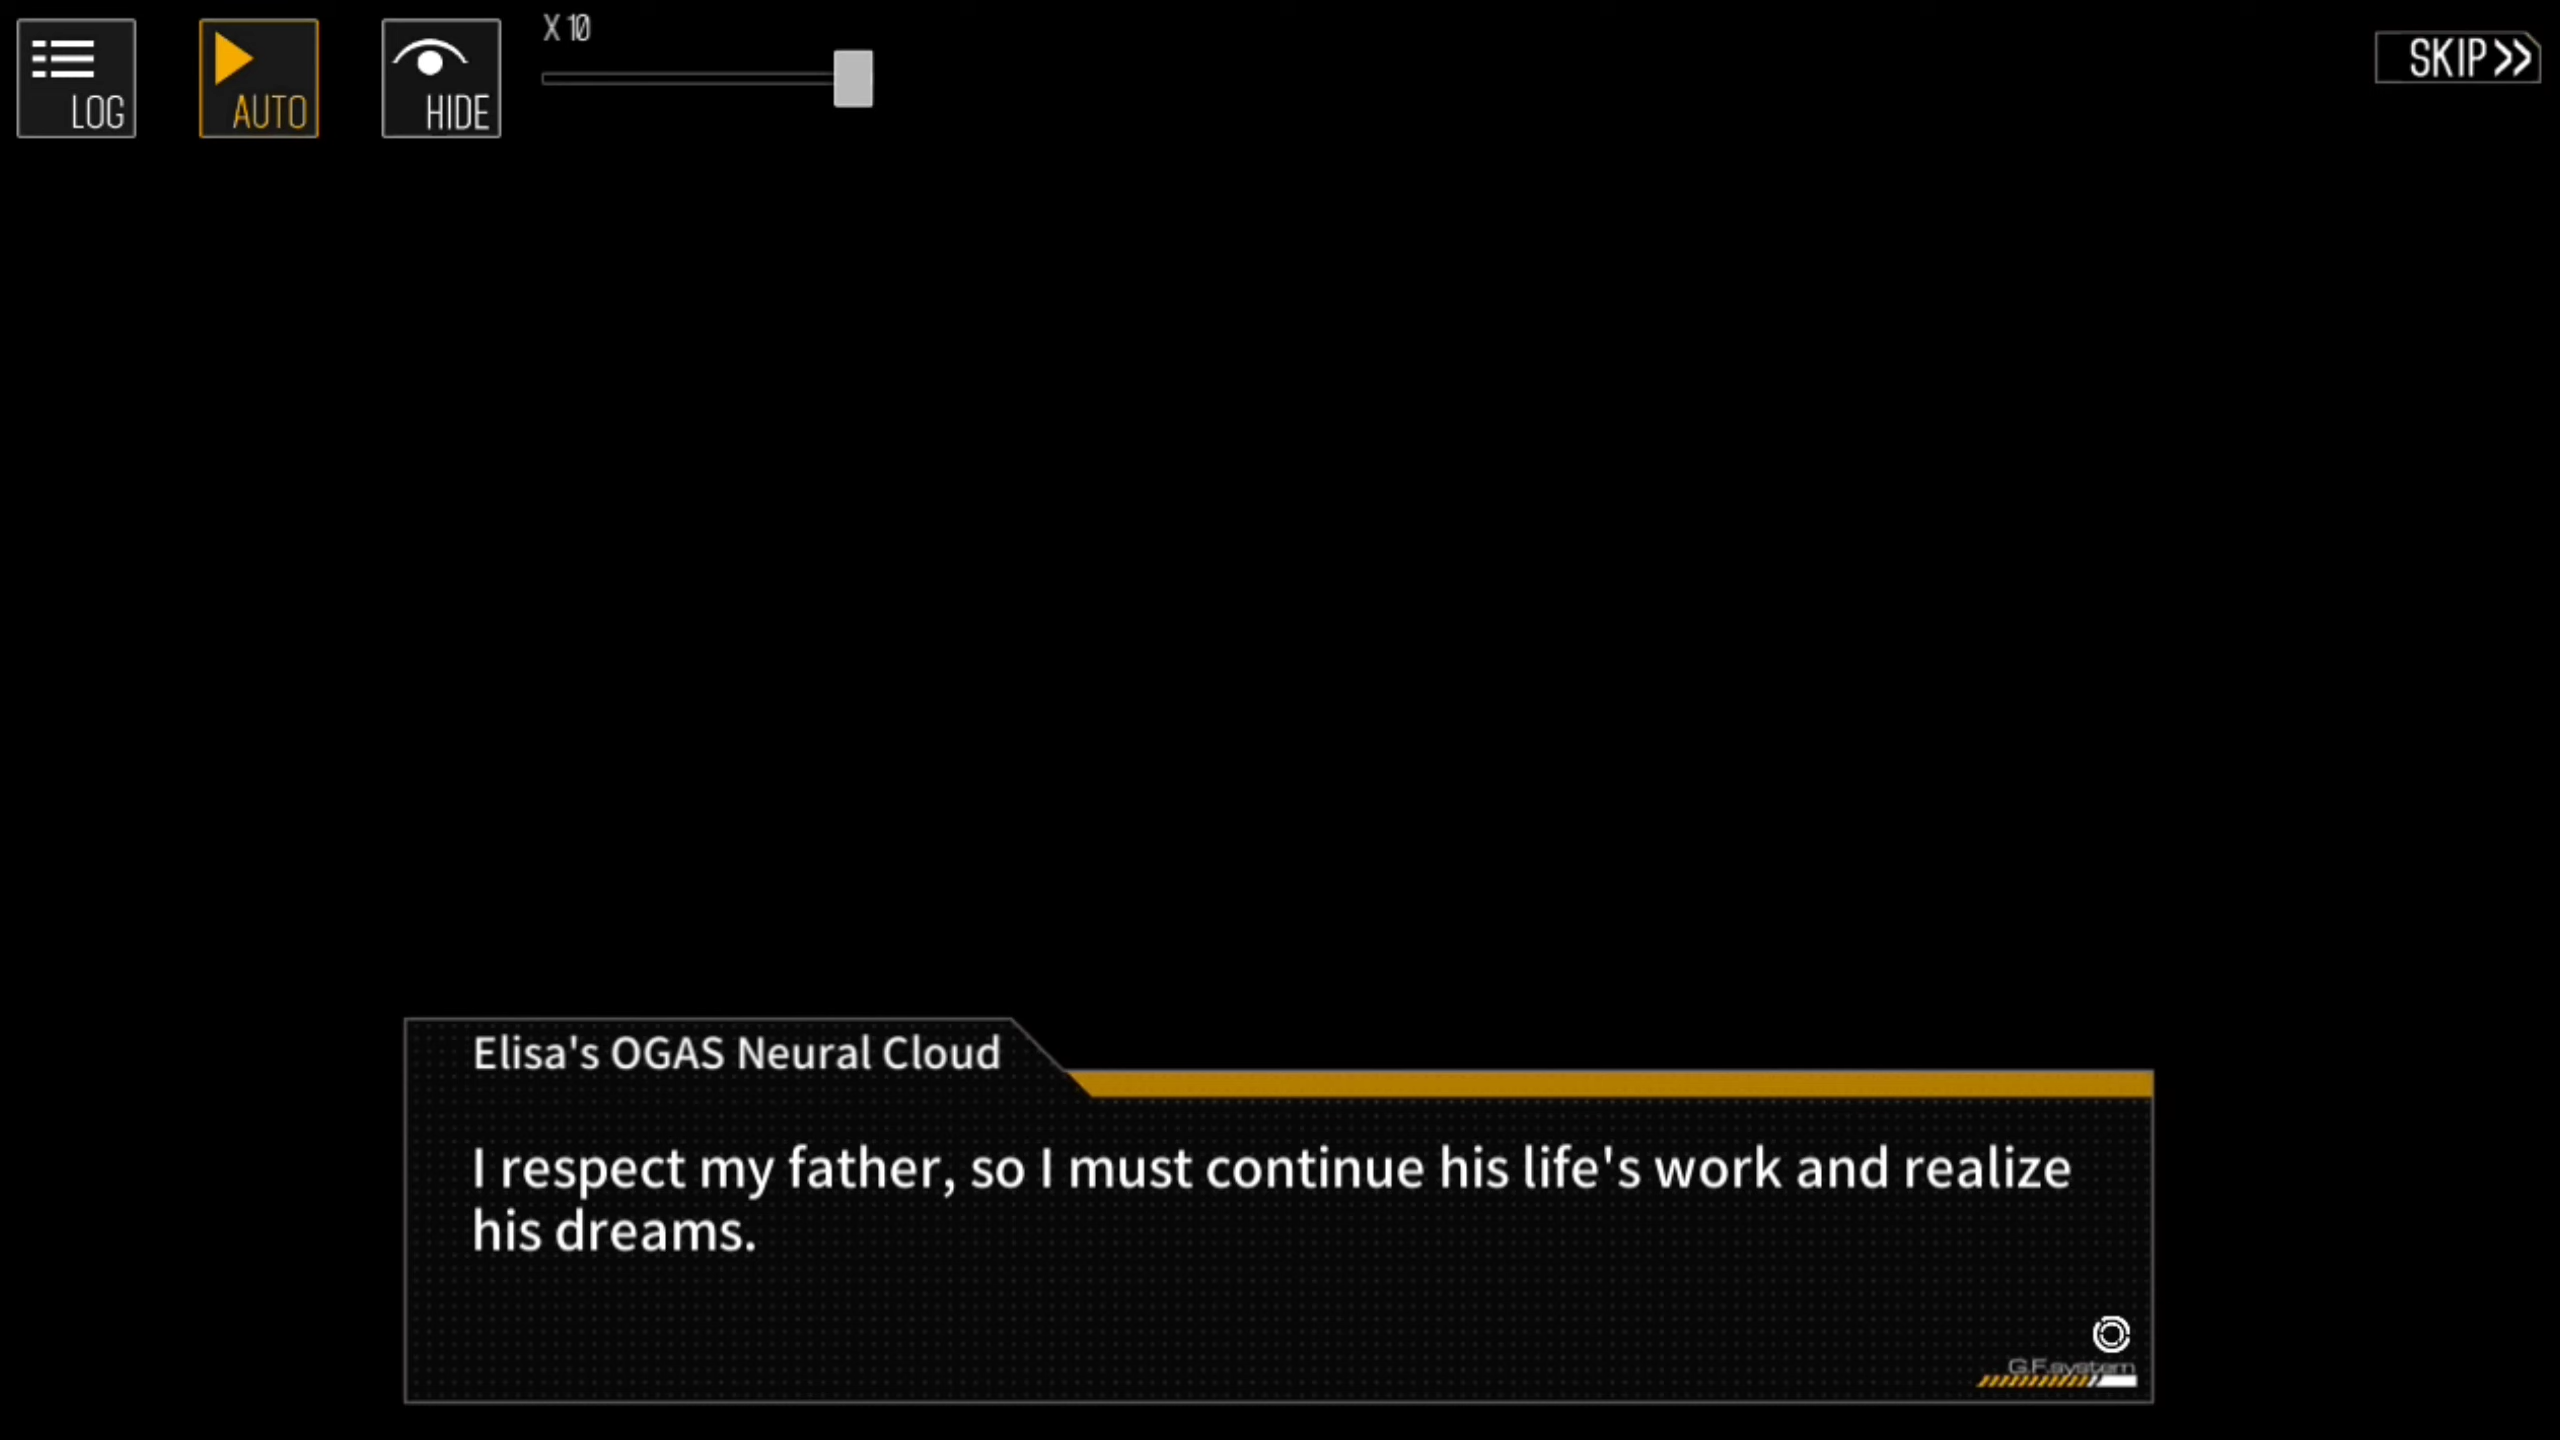 X 10
LOG
AUTO
HIDE
SKIP
Elisa's OGAS Neural Cloud
I respect my father, so I must continue his life's work and realize
his dreams.
G.F.system